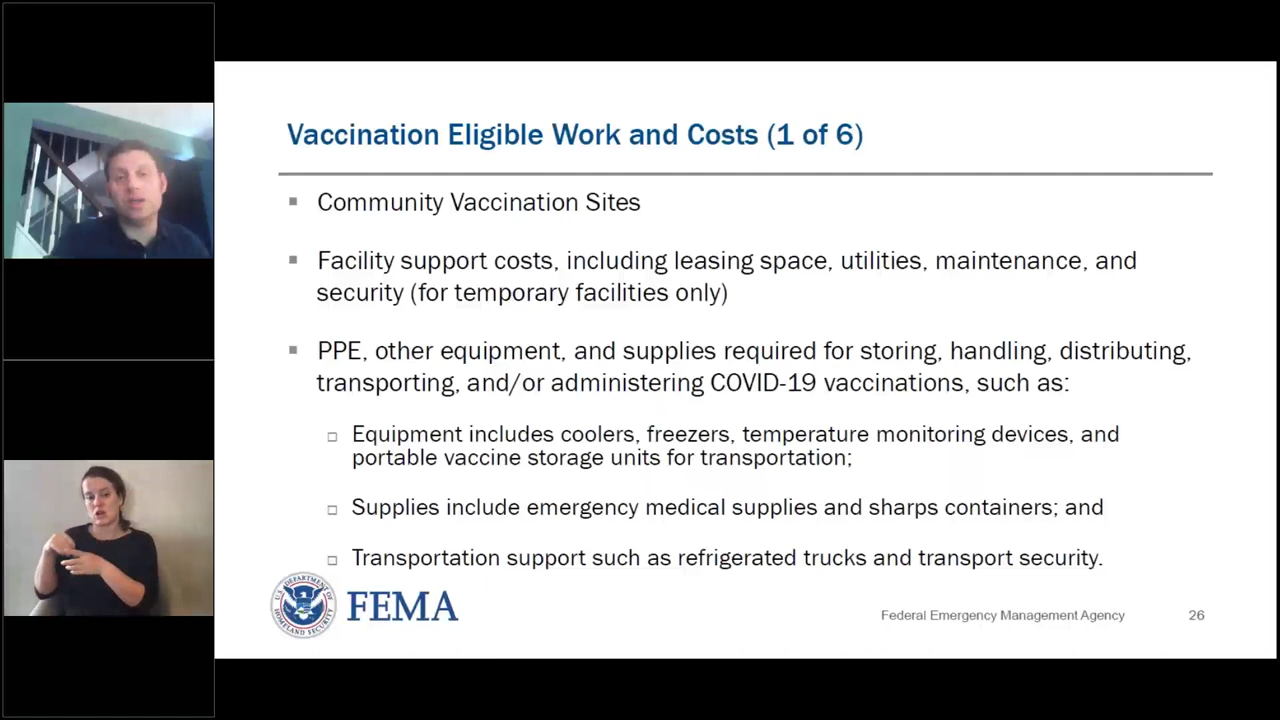 Vaccination Eligible Work and Costs (1 of 6)
Community Vaccination Sites
Facility support costs, including leasing space, utilities, maintenance, and
security (for temporary facilities only)
PPE, other equipment, and supplies required for storing, handling, distributing,
transporting, and/or administering COVID-19 vaccinations, such as:
Equipment includes coolers, freezers, temperature monitoring devices, and
portable vaccine storage units for transportation;
Supplies include emergency medical supplies and sharps containers; and
Transportation support such as refrigerated trucks and transport security.
U.S. DEPARTMENT OF
HOMELAND SECURITY
FEMA
Federal Emergency Management Agency
26